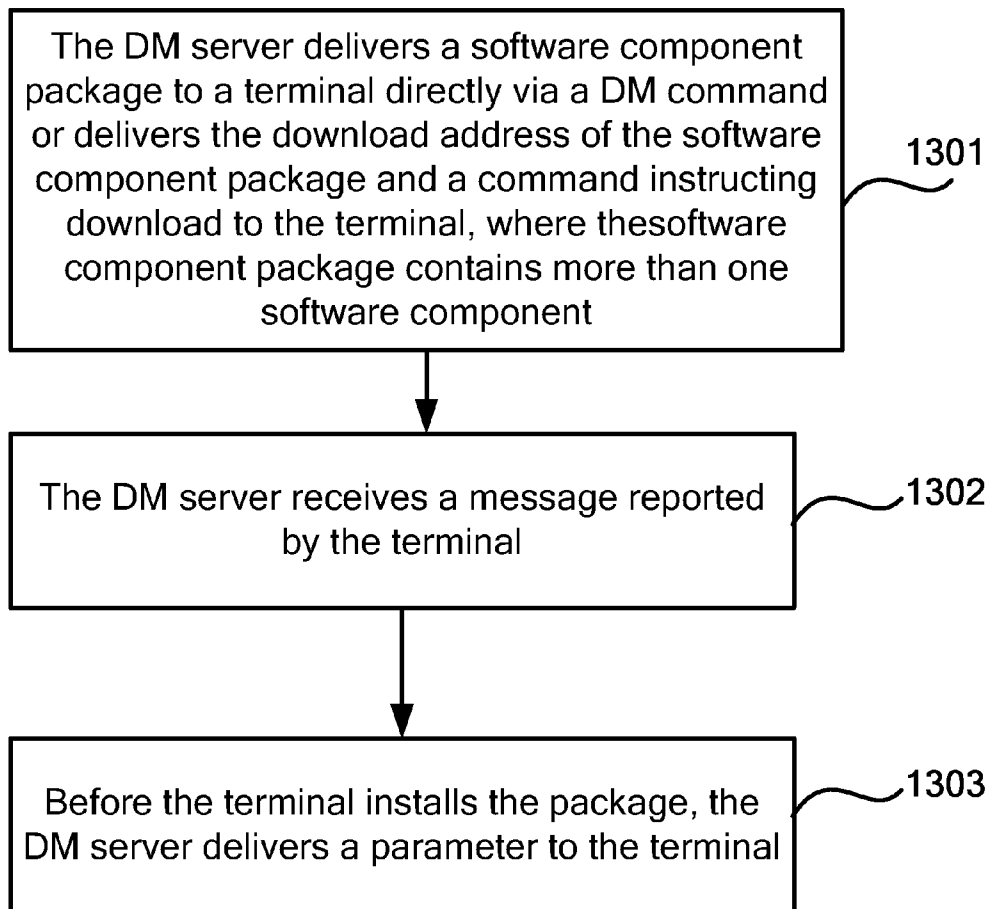 The DM server delivers a software component
package to a terminal directly via a DM command
or delivers the download address of the software
component package and a command instructing
download to the terminal, where thesoftware
component package contains more than one
software component
1301
The DM server receives a message reported
by the terminal
1302
Before the terminal installs the package, the
DM server delivers a parameter to the terminal
1303